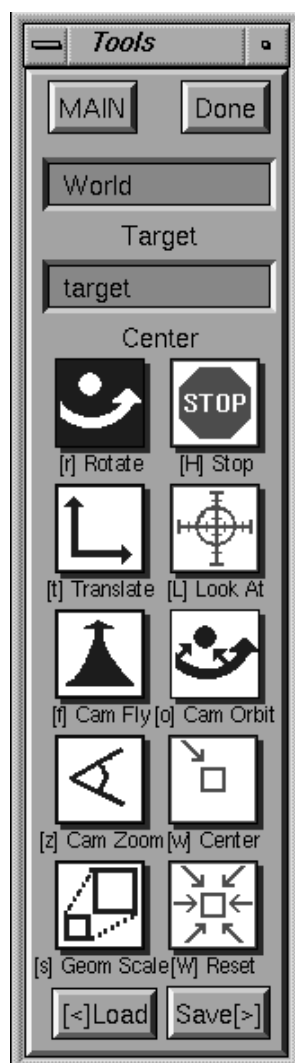 Tools
MAIN Done
World
Target
target
Center
STOP
[r] Rotate [H] Stop
[t] Translate [L] Look At
[f] Cam Fly [o] Cam Orbit
[z] Cam Zoom [w] Center
[s] Geom Scale [W] Reset
[<]Load Save[>]